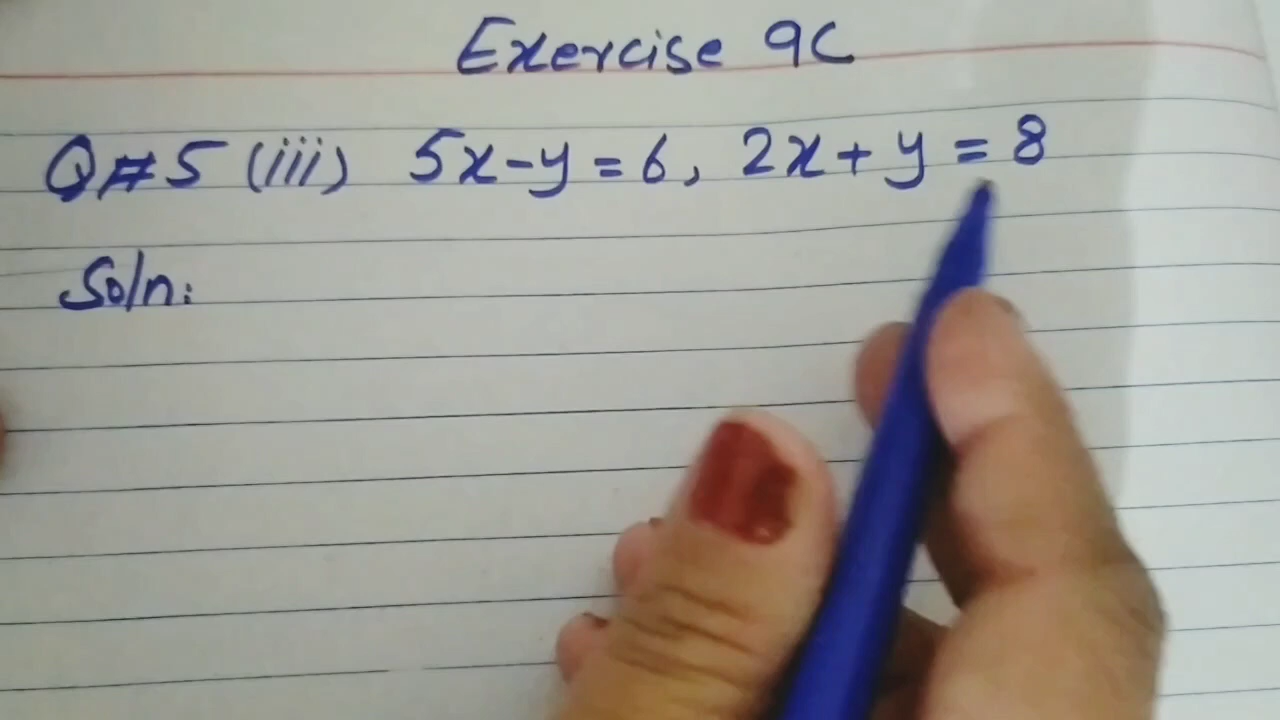 Exercise 9C
Q#5 (iii) 5x-y=6, 2x+y=8
Soln: